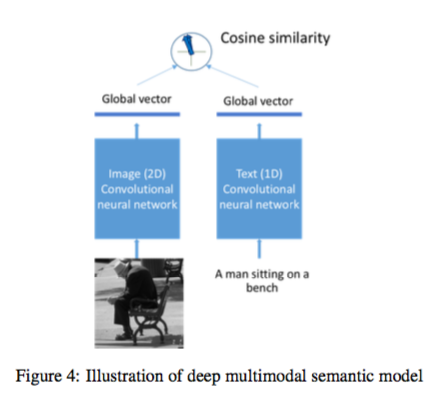 Cosine similarity
Global vector
Global vector
Image (2D)
Convolutional
neural network
Text (1D)
Convolutional
neural network
A man sitting on a
bench
Figure 4: Illustration of deep multimodal semantic model